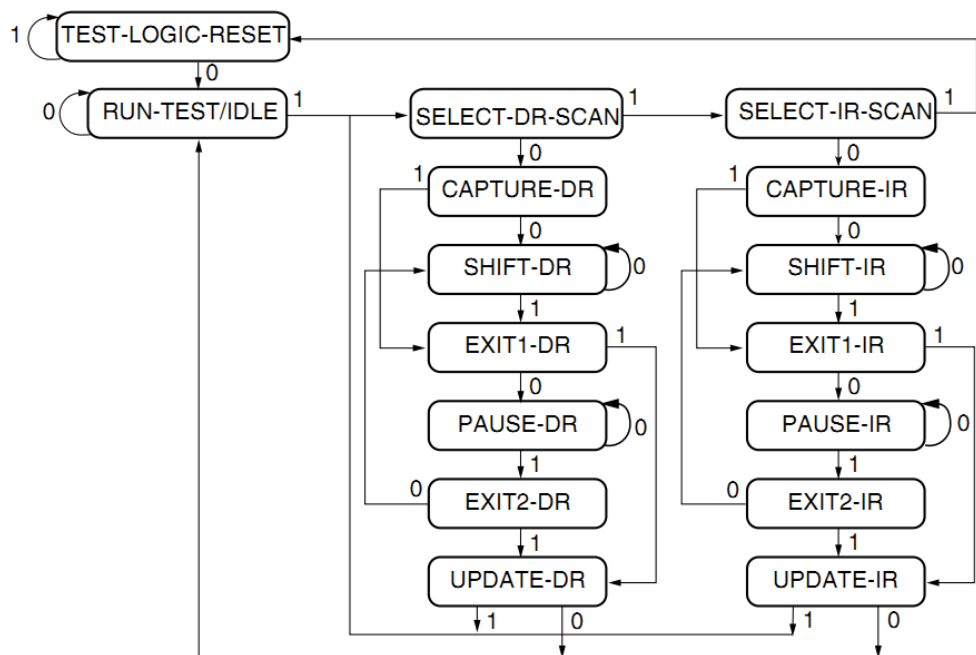 1 TEST-LOGIC-RESET
0
0 RUN-TEST/IDLE 1
SELECT-DR-SCAN 1
SELECT-IR-SCAN 1
0
0
1 CAPTURE-DR
1 CAPTURE-IR
0
0
SHIFT-DR 0
SHIFT-IR 0
1
1
EXIT1-DR 1
EXIT1-IR 1
0
0
PAUSE-DR 0
PAUSE-IR 0
1
1
0 EXIT2-DR
0 EXIT2-IR
1
1
UPDATE-DR
UPDATE-IR
1 0
1 0